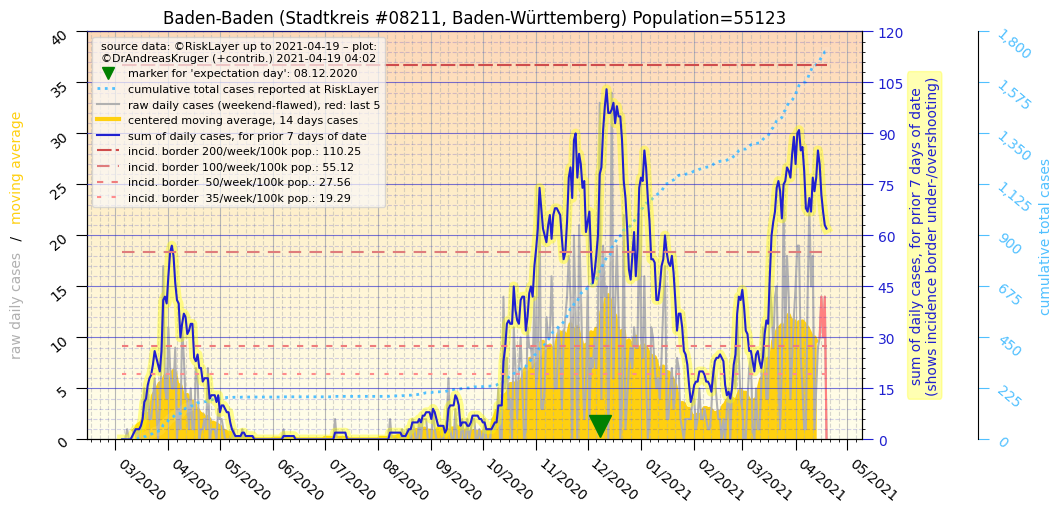 Baden-Baden (Stadtkreis #08211, Baden-Württemberg) Population=55123
source data: ©RiskLayer up to 2021-04-19 – plot:
©DrAndreasKruger (+contrib.) 2021-04-19 04:02
marker for 'expectation day': 08.12.2020
cumulative total cases reported at RiskLayer
raw daily cases (weekend-flawed), red: last 5
centered moving average, 14 days of cases
sum of daily cases, for prior 7 days of date
incid. border 200/week/100k pop.: 110.25
incid. border 100/week/100k pop.: 55.12
incid. border 50/week/100k pop.: 27.56
incid. border 35/week/100k pop.: 19.29
raw daily cases / moving average
40
35
30
25
20
15
10
5
0
03/2020
04/2020
05/2020
06/2020
07/2020
08/2020
09/2020
10/2020
11/2020
12/2020
01/2021
02/2021
03/2021
04/2021
05/2021
120
105
90
75
60
45
30
15
0
sum of daily cases, for prior 7 days of date
(shows incidence border under-/overshooting)
1,800
1,575
1,350
1,125
900
675
450
225
0
cumulative total cases